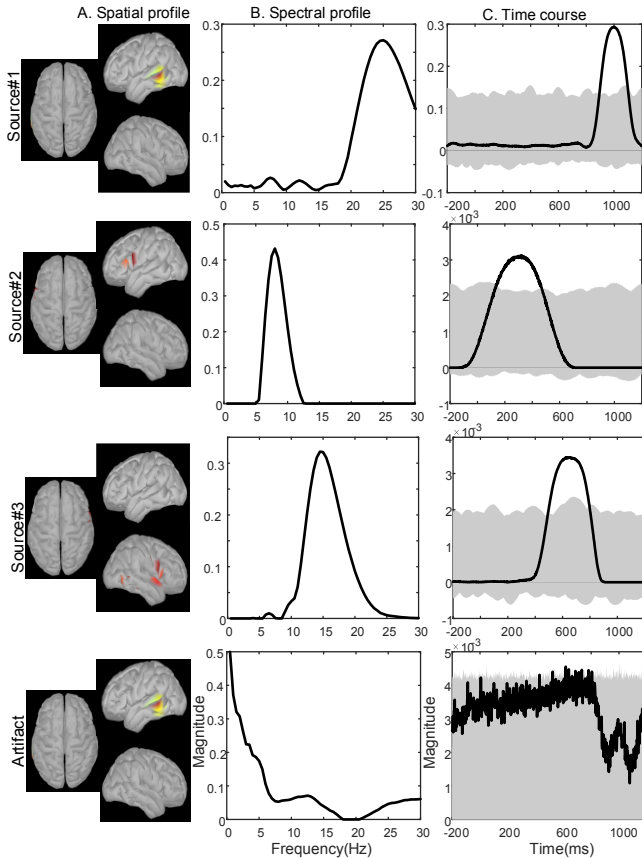 A. Spatial profile
B. Spectral profile
C. Time course
Source#1
0.3
0.2
0.1
0
0 5 10 15 20 25 30
0.3
0.2
0.1
0
-0.1
-200 200 600 1000
Source#2
0.5
0.4
0.3
0.2
0.1
0
0 5 10 15 20 25 30
×10⁻³
4
3
2
1
0
-1
-200 200 600 1000
Source#3
0.3
0.2
0.1
0
0 5 10 15 20 25 30
×10⁻³
4
3
2
1
0
-1
-200 200 600 1000
Artifact
Magnitude
0.5
0.4
0.3
0.2
0.1
0
0 5 10 15 20 25 30
Frequency(Hz)
Magnitude
×10⁻³
5
4
3
2
1
0
-200 200 600 1000
Time(ms)